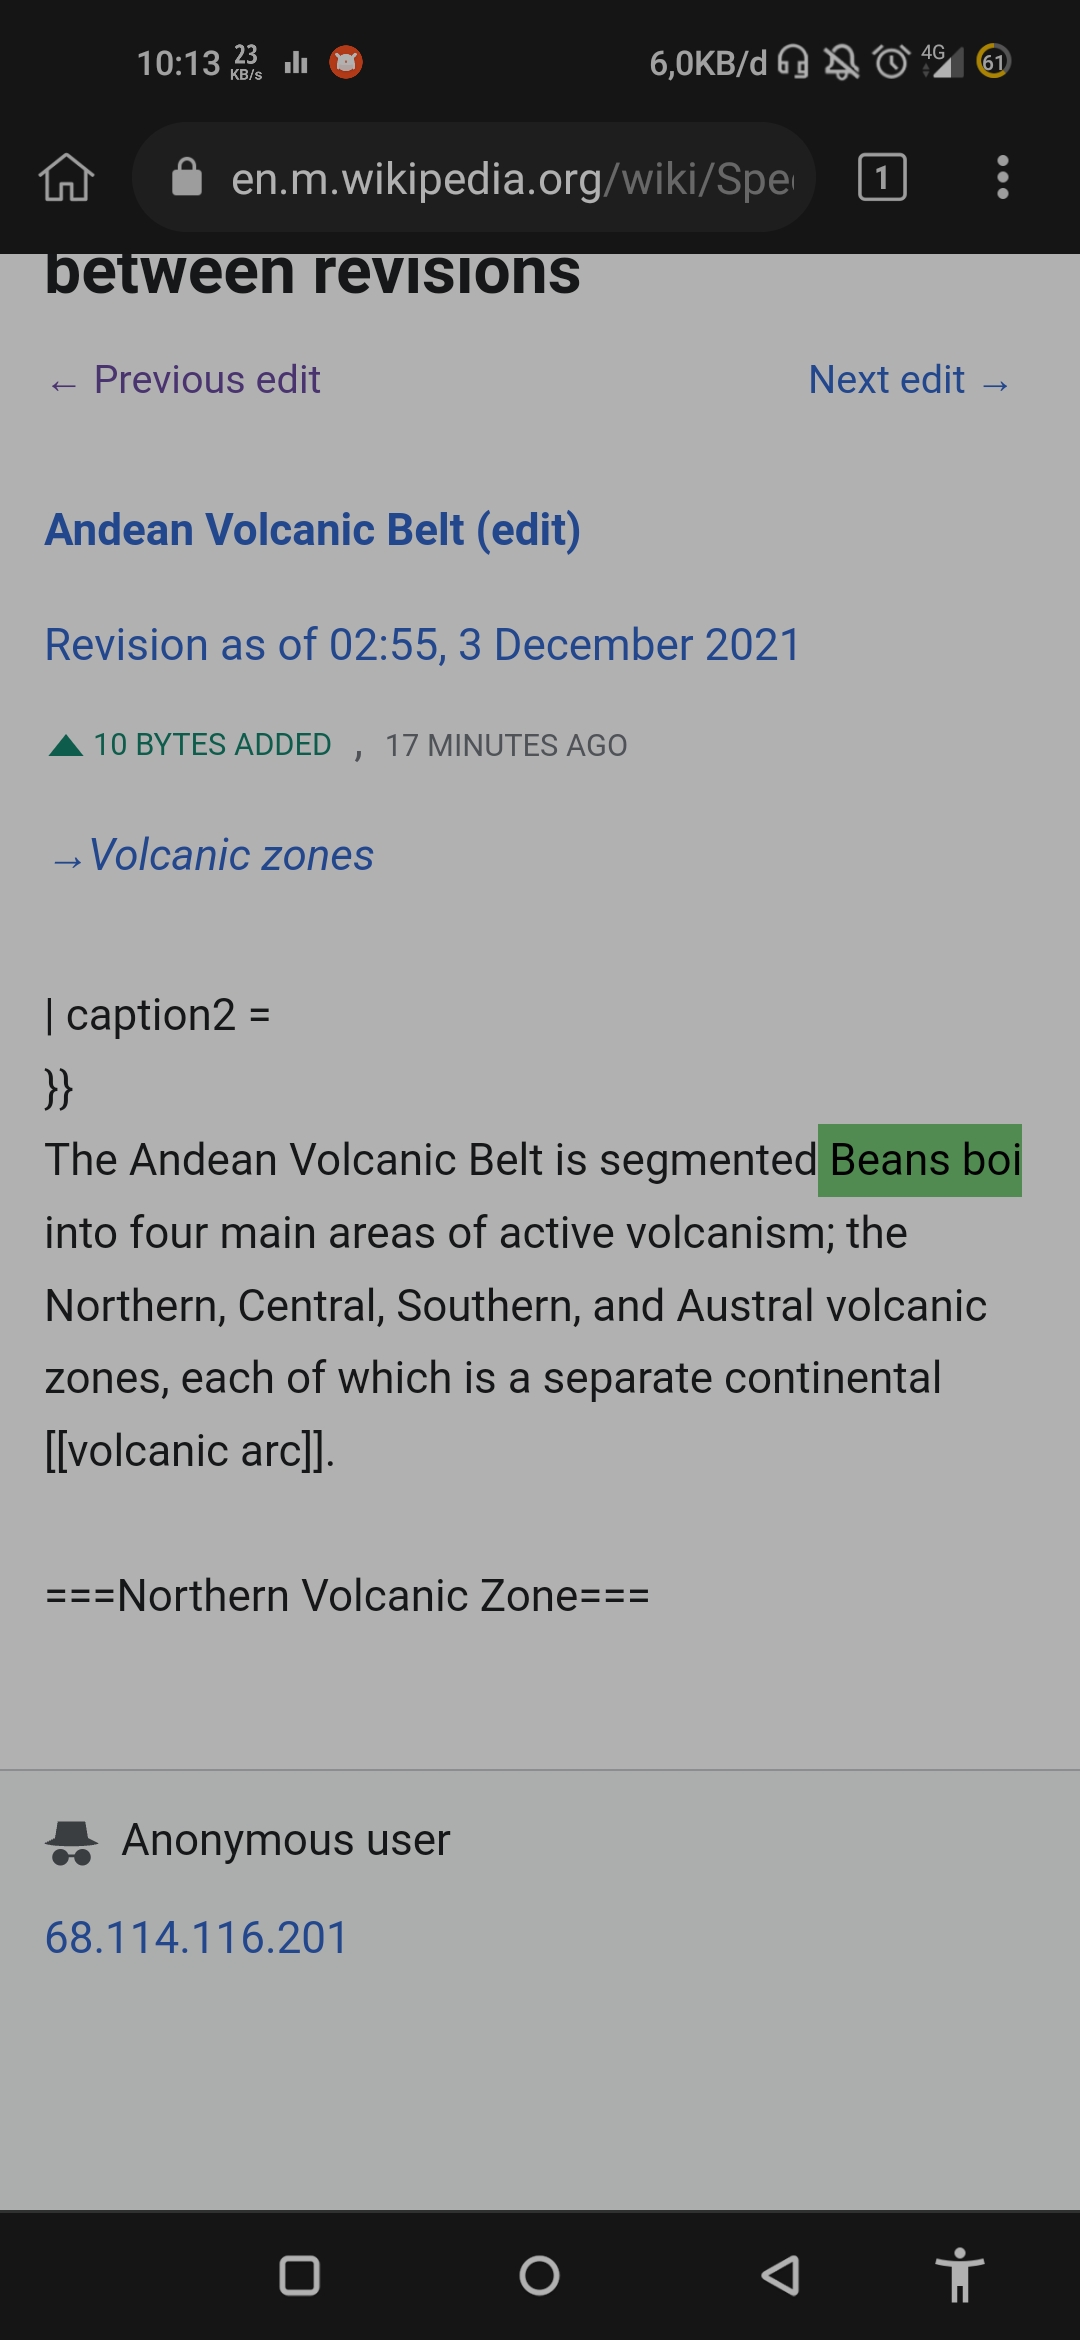 10:13 23 KB/s 6,0KB/d 4G 61
en.m.wikipedia.org/wiki/Spe
1
between revisions
← Previous edit Next edit →
Andean Volcanic Belt (edit)
Revision as of 02:55, 3 December 2021
10 BYTES ADDED , 17 MINUTES AGO
→Volcanic zones
| caption2 =
}}
The Andean Volcanic Belt is segmented Beans boi
into four main areas of active volcanism; the
Northern, Central, Southern, and Austral volcanic
zones, each of which is a separate continental
[[volcanic arc]].
===Northern Volcanic Zone===
Anonymous user
68.114.116.201